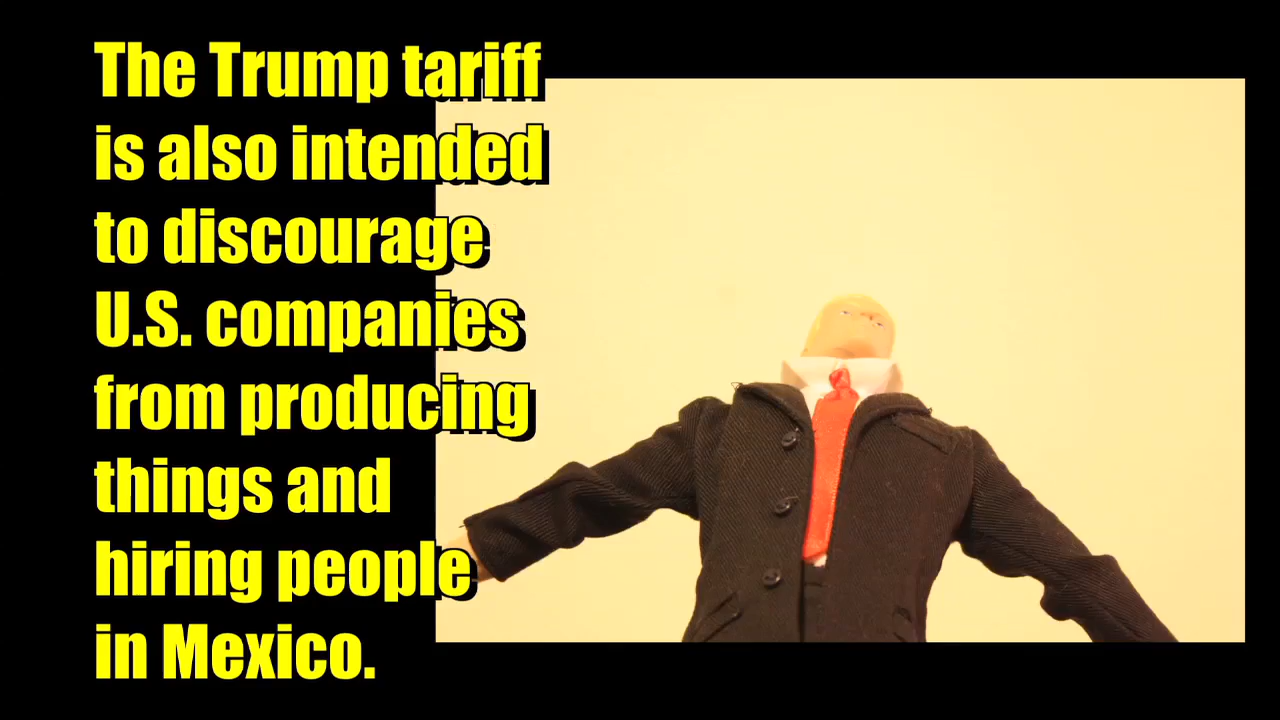 The Trump tariff
is also intended
to discourage
U.S. companies
from producing
things and
hiring people
in Mexico.